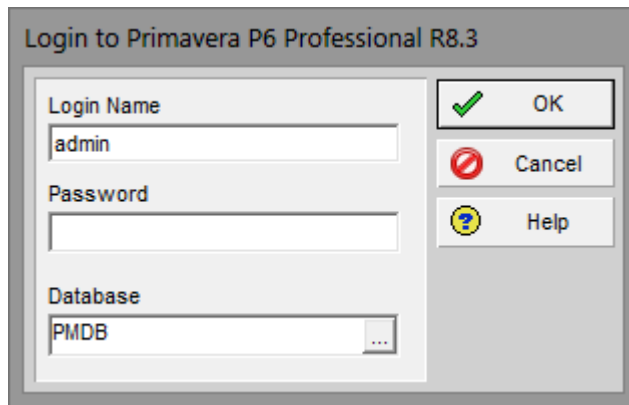 Login to Primavera P6 Professional R8.3
Login Name
admin
Password
Database
PMDB
...
OK
Cancel
Help